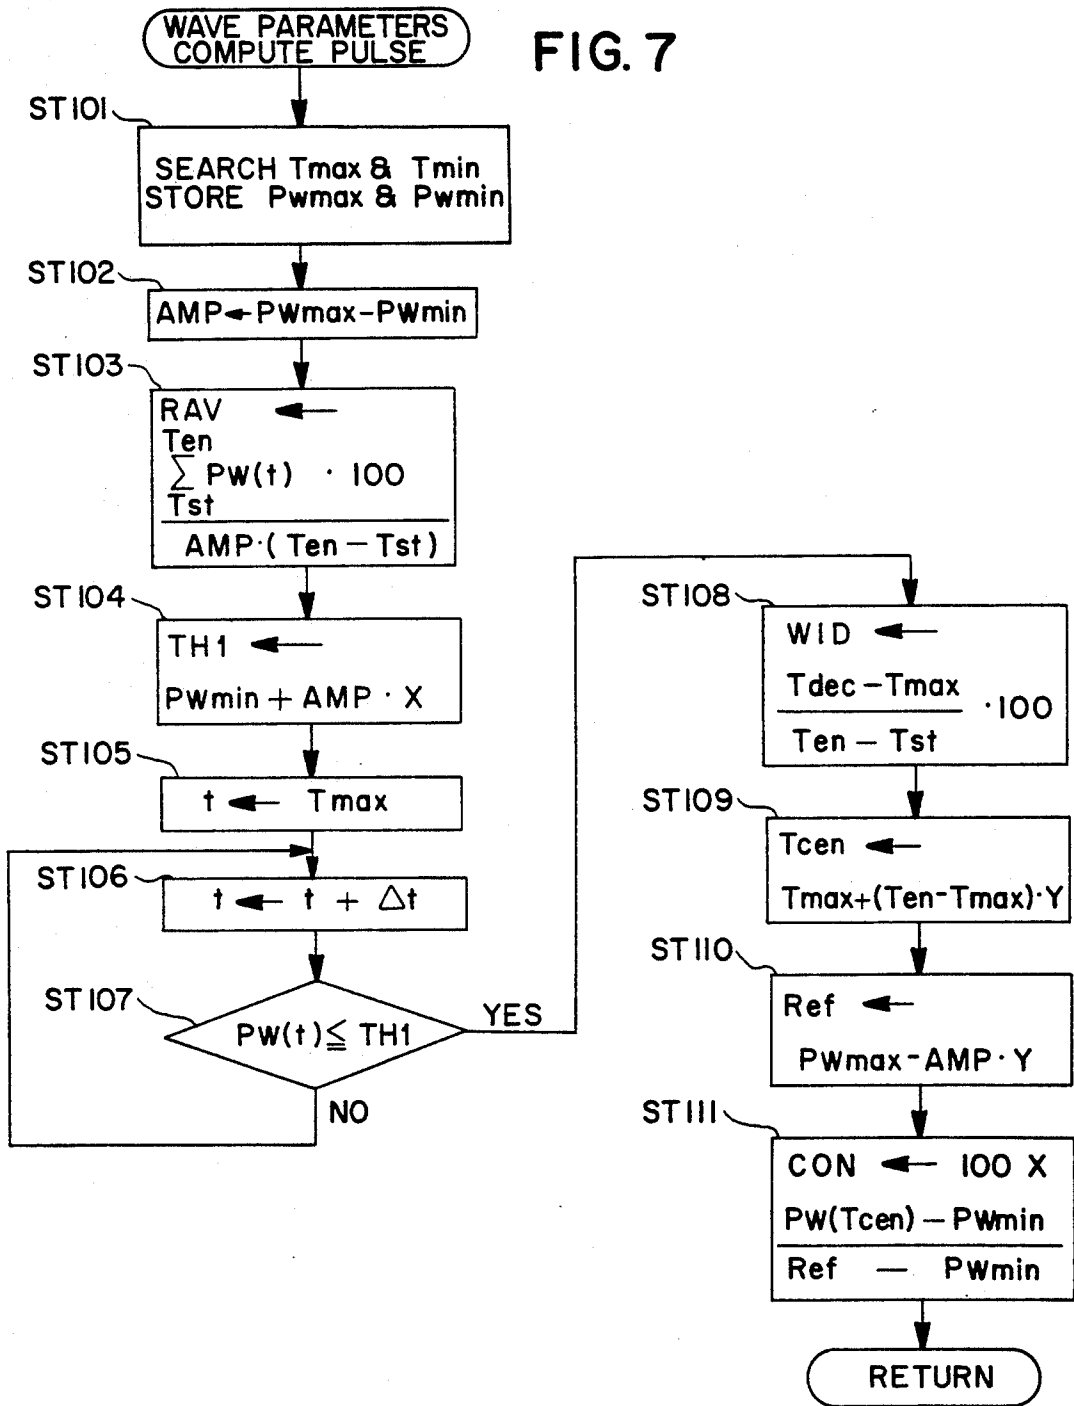 WAVE PARAMETERS
COMPUTE PULSE
FIG. 7
ST101
SEARCH Tmax & Tmin
STORE Pwmax & Pwmin
ST102
AMP ← PWmax-PWmin
ST103
RAV ←
Ten
∑ PW(t) · 100
Tst
AMP·(Ten – Tst)
ST104
TH1 ←
PWmin + AMP · X
ST105
t ← Tmax
ST106
t ← t + Δt
ST107
PW(t) ≦ TH1
YES
NO
ST108
WID ←
Tdec – Tmax
·100
Ten – Tst
ST109
Tcen ←
Tmax+(Ten-Tmax)·Y
ST110
Ref ←
PWmax-AMP·Y
ST111
CON ← 100 X
PW(Tcen) – PWmin
Ref — PWmin
RETURN